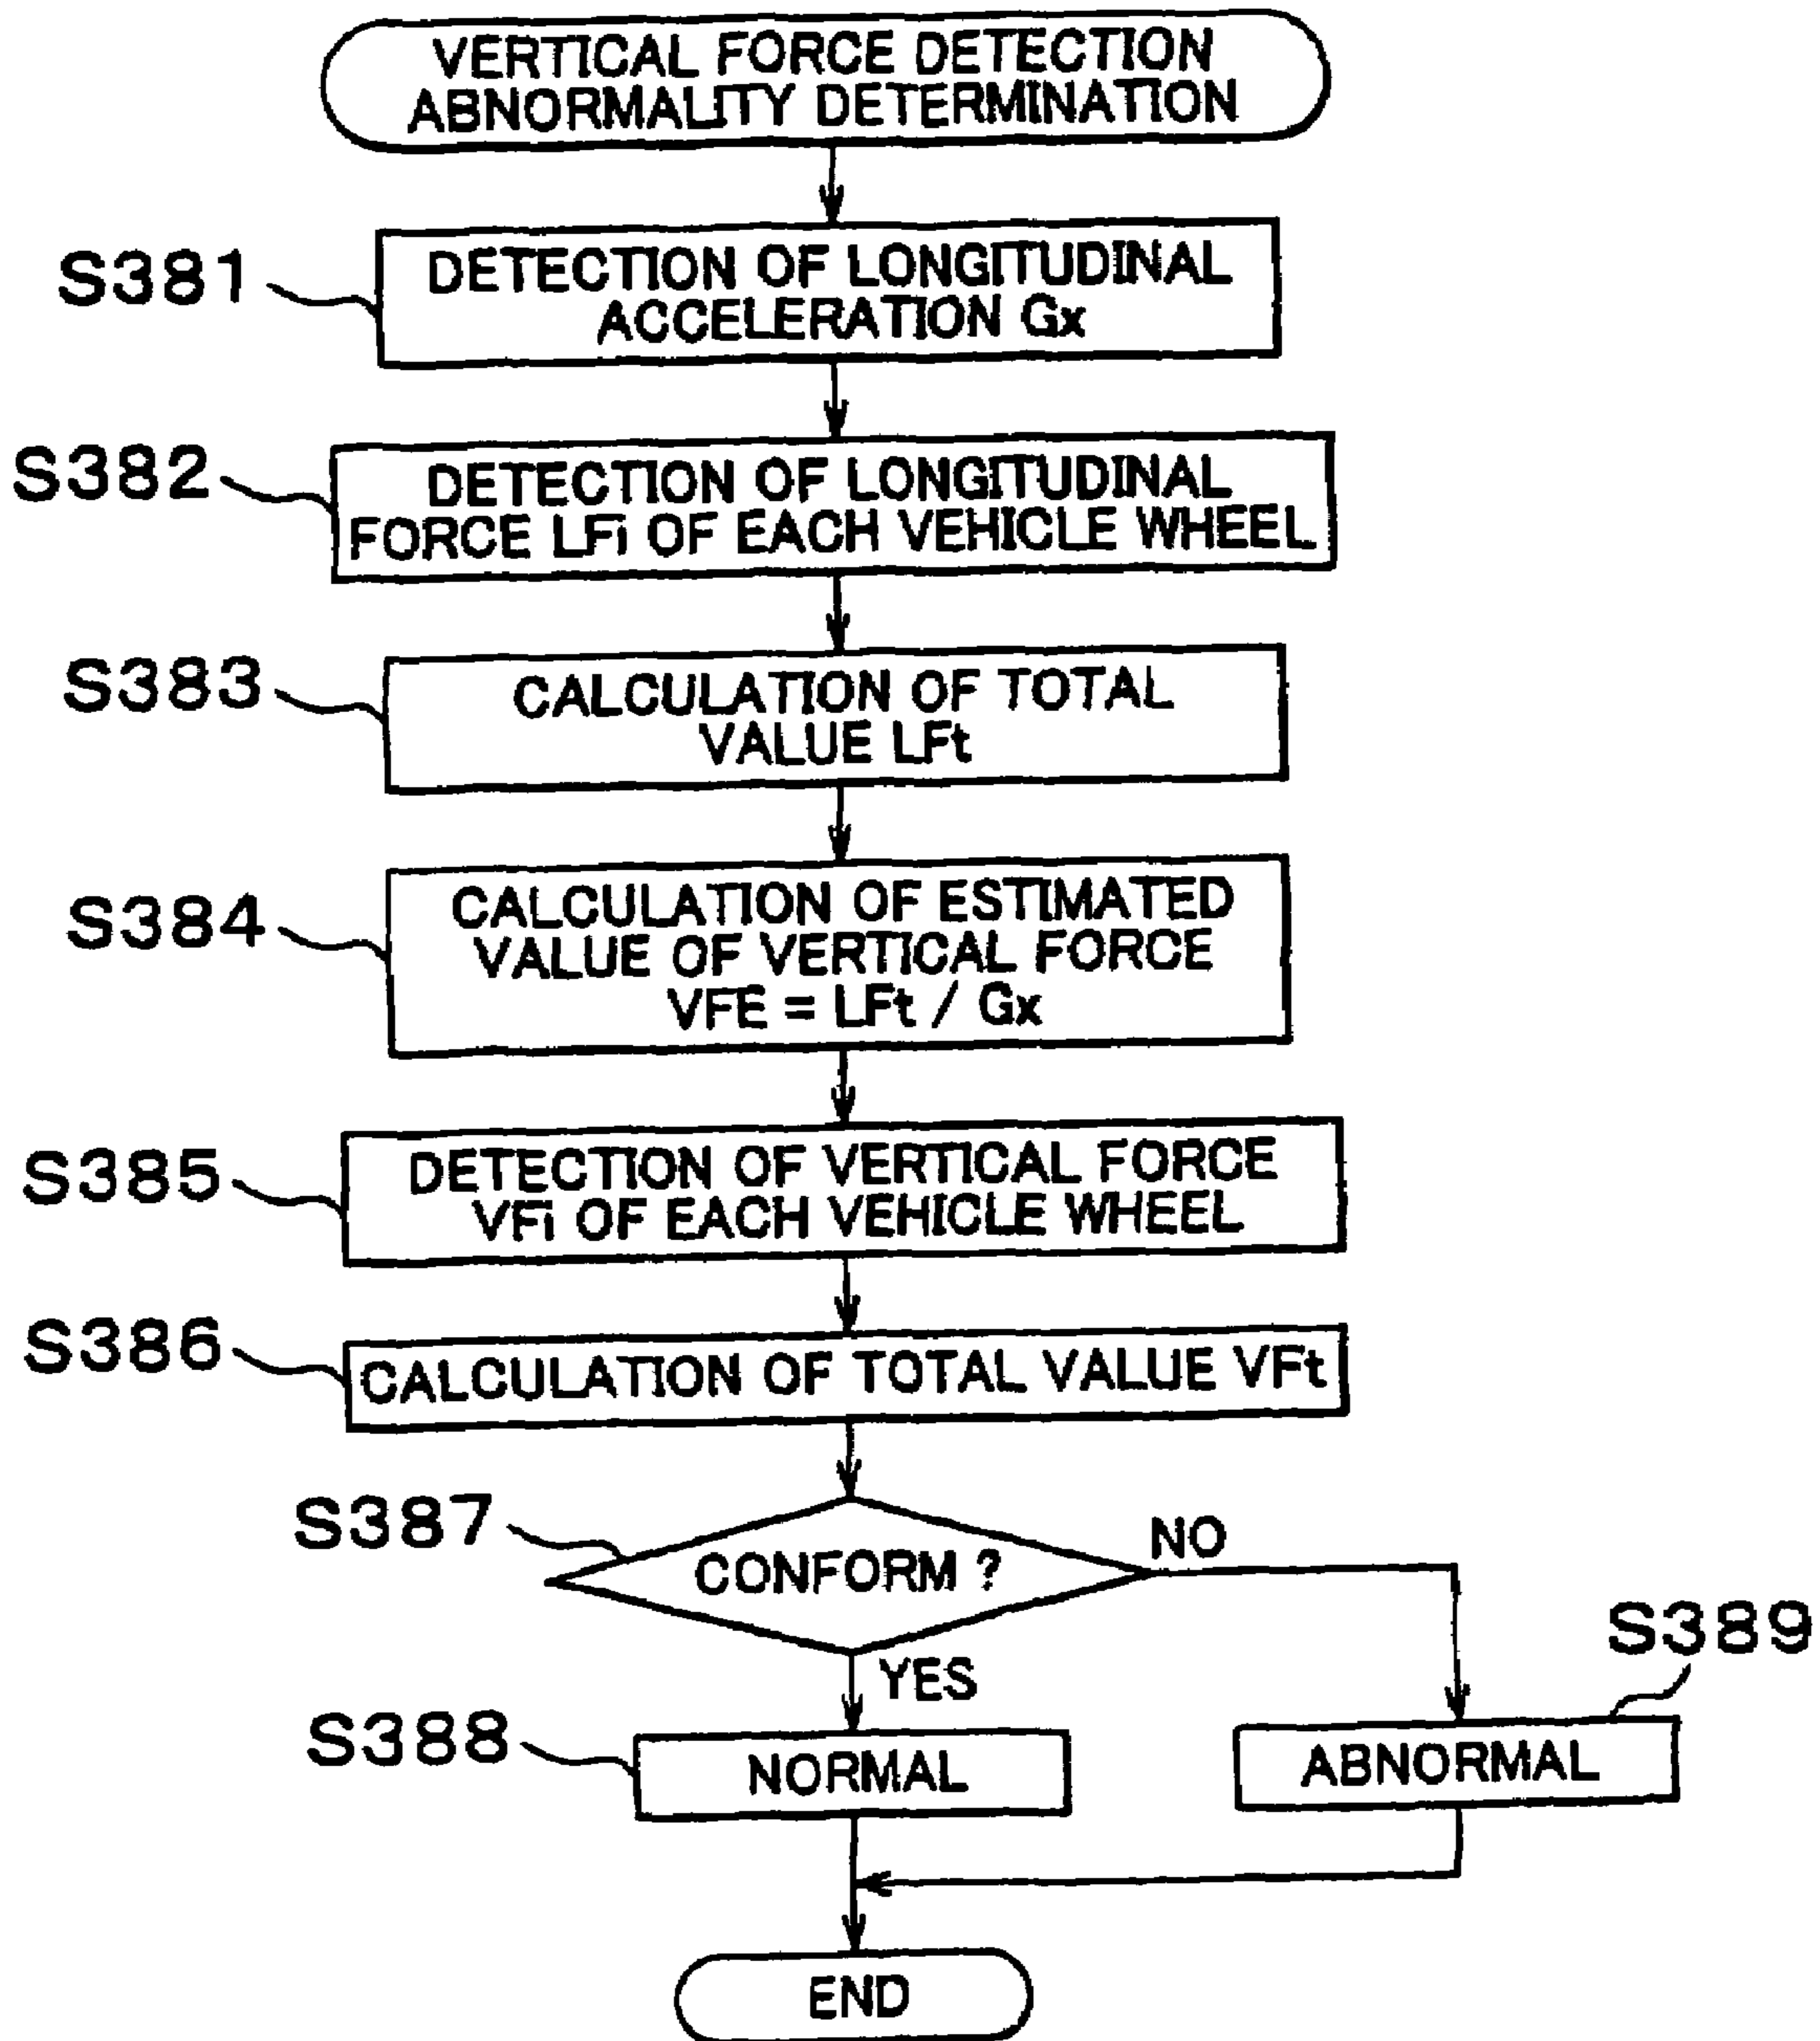 VERTICAL FORCE DETECTION
ABNORMALITY DETERMINATION
S381
DETECTION OF LONGITUDINAL
ACCELERATION Gx
S382
DETECTION OF LONGITUDINAL
FORCE LFi OF EACH VEHICLE WHEEL
S383
CALCULATION OF TOTAL
VALUE LFt
S384
CALCULATION OF ESTIMATED
VALUE OF VERTICAL FORCE
VFE = LFt / Gx
S385
DETECTION OF VERTICAL FORCE
VFi OF EACH VEHICLE WHEEL
S386
CALCULATION OF TOTAL VALUE VFt
S387
CONFORM ?
NO
YES
S389
S388
NORMAL
ABNORMAL
END